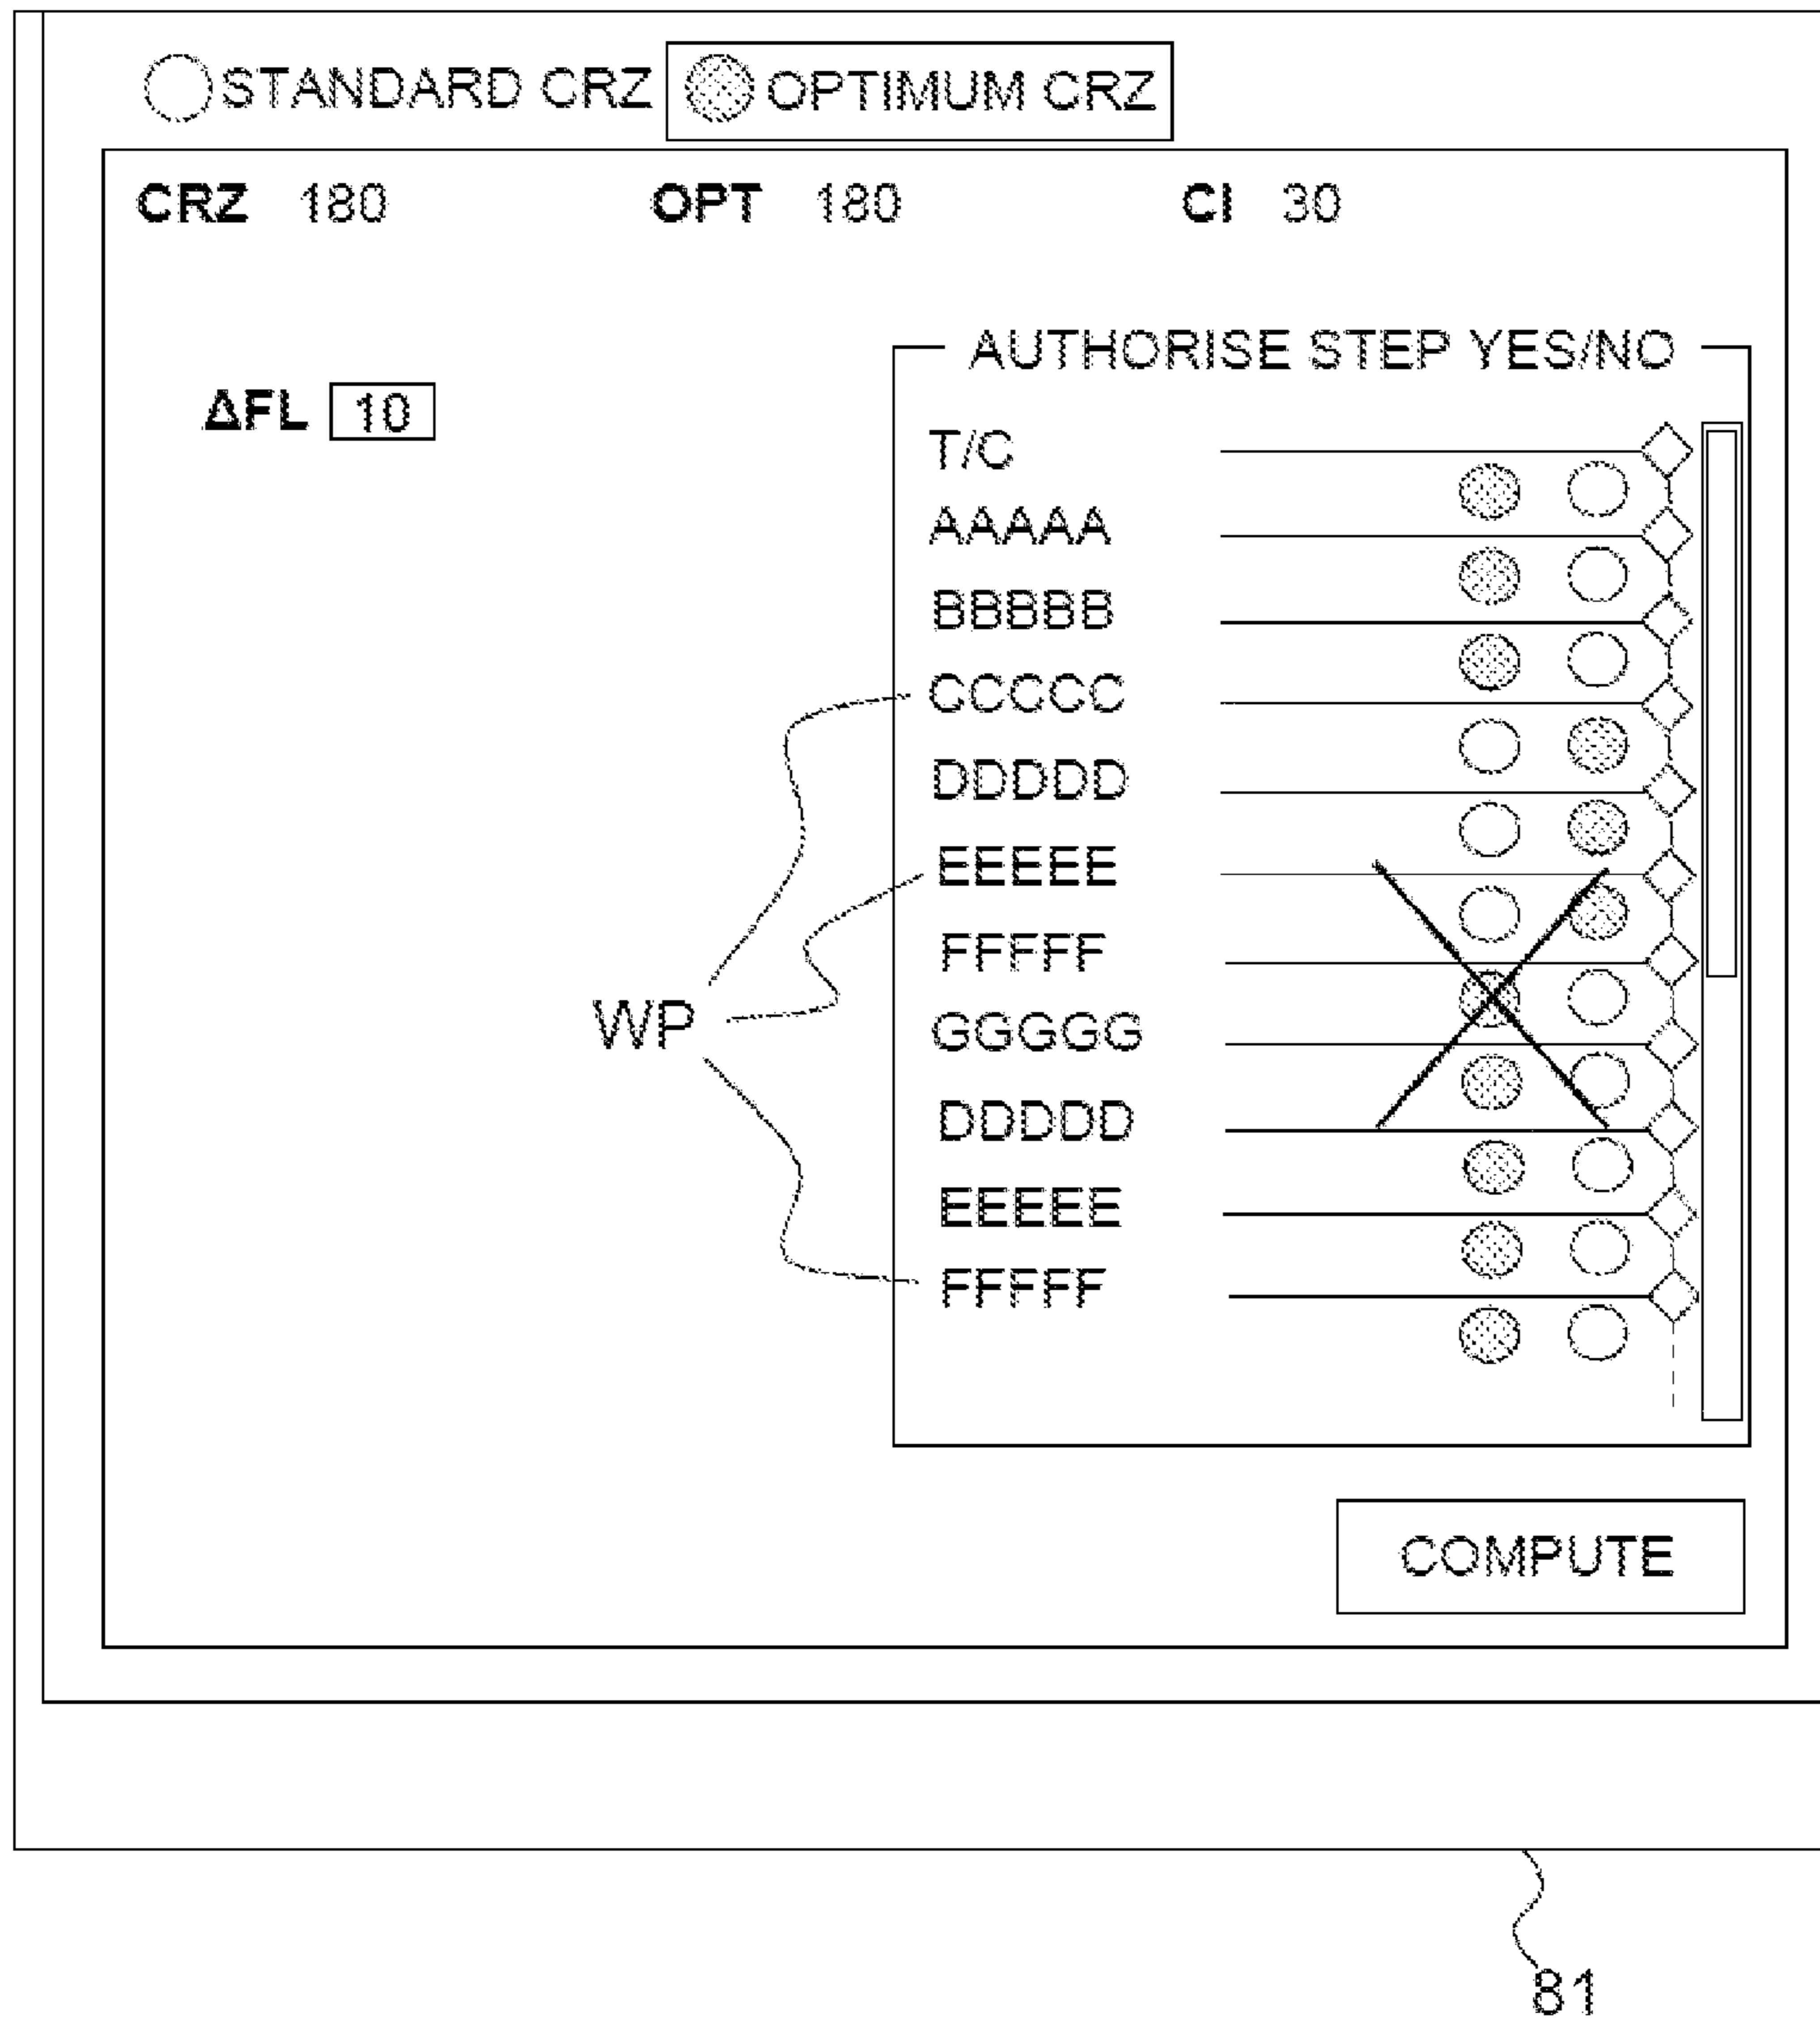 STANDARD CRZ OPTIMUM CRZ
CRZ 180 OPT 180 CI 30
AUTHORISE STEP YES/NO
ΔFL 10
T/C
AAAAA
BBBBB
CCCCC
DDDDD
EEEEE
FFFFF
WP
GGGGG
DDDDD
EEEEE
FFFFF
COMPUTE
81